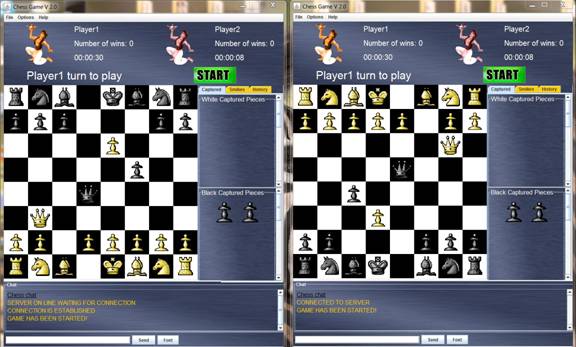 Chess Game V 2.0
File Options Help
Player1
Number of wins: 0
00:00:30
Player2
Number of wins: 0
00:00:08
Player1 turn to play
START
Captured Smilies History
White Captured Pieces
Black Captured Pieces
Chat
Chess chat
SERVER ON LINE WAITING FOR CONNECTION
CONNECTION IS ESTABLISHED
GAME HAS BEEN STARTED!
Send Font
Chess Game V 2.0
File Options Help
Player1
Number of wins: 0
00:00:30
Player2
Number of wins: 0
00:00:08
Player1 turn to play
START
Captured Smilies History
White Captured Pieces
Black Captured Pieces
Chat
Chess chat
CONNECTED TO SERVER
GAME HAS BEEN STARTED!
Send Font